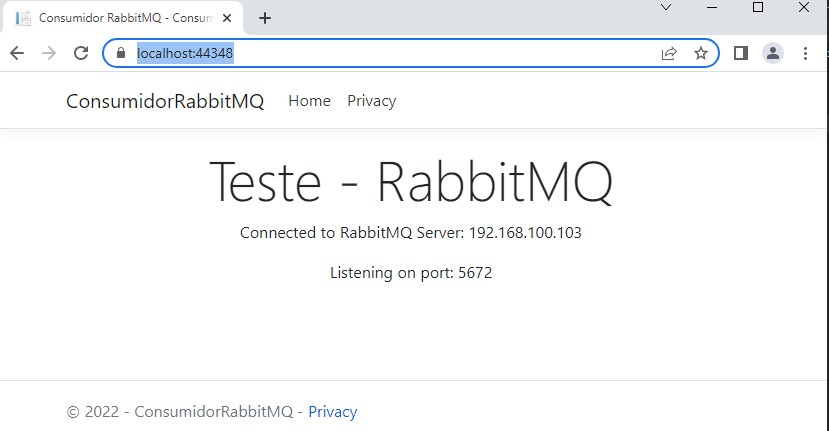 Consumidor RabbitMQ - Consum
localhost:44348
ConsumidorRabbitMQ Home Privacy
Teste - RabbitMQ
Connected to RabbitMQ Server: 192.168.100.103
Listening on port: 5672
© 2022 - ConsumidorRabbitMQ - Privacy